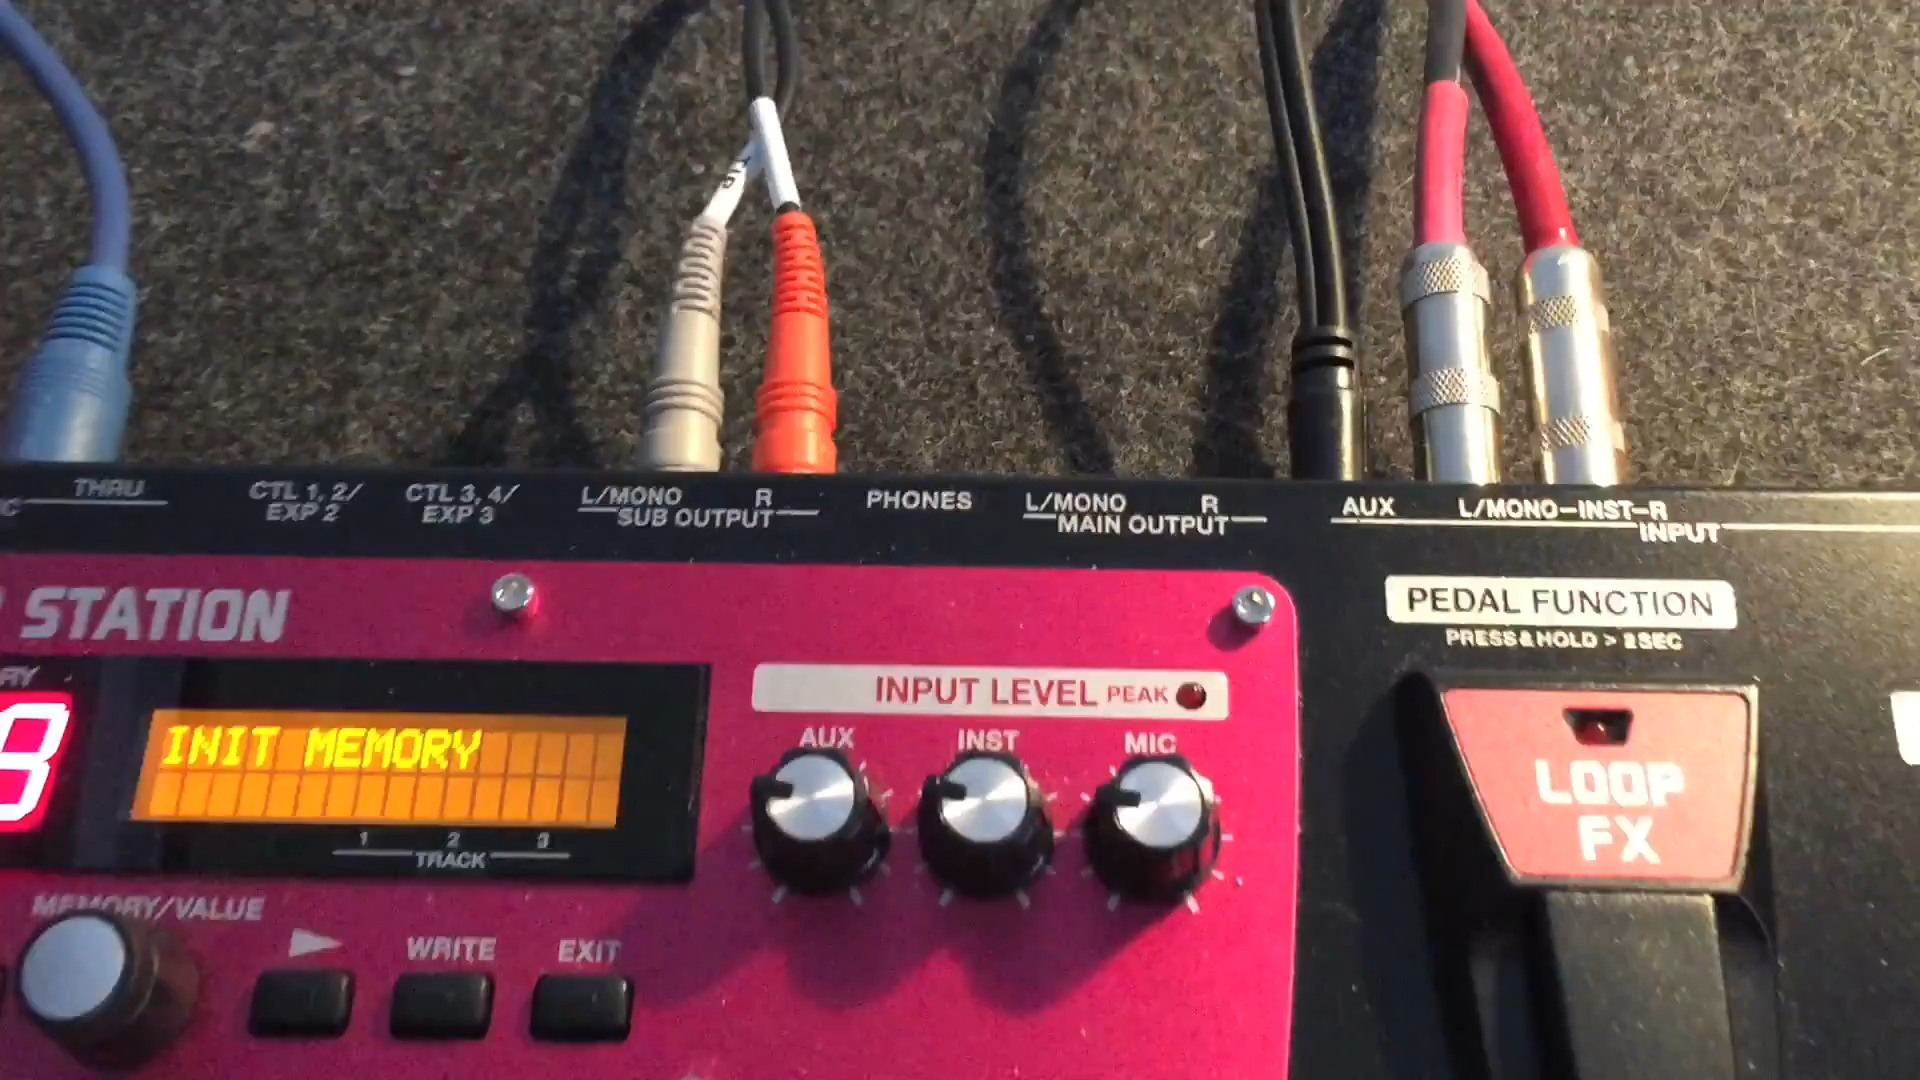 THRU
CTL 1, 2/
EXP 2
CTL 3, 4/
EXP 3
L/MONO R
SUB OUTPUT
PHONES
L/MONO R
MAIN OUTPUT
AUX
L/MONO-INST-R
INPUT
STATION
PEDAL FUNCTION
PRESS & HOLD > 2 SEC
INPUT LEVEL PEAK
AUX
INST
MIC
INIT MEMORY
1 2 3
TRACK
LOOP
FX
MEMORY/VALUE
WRITE
EXIT